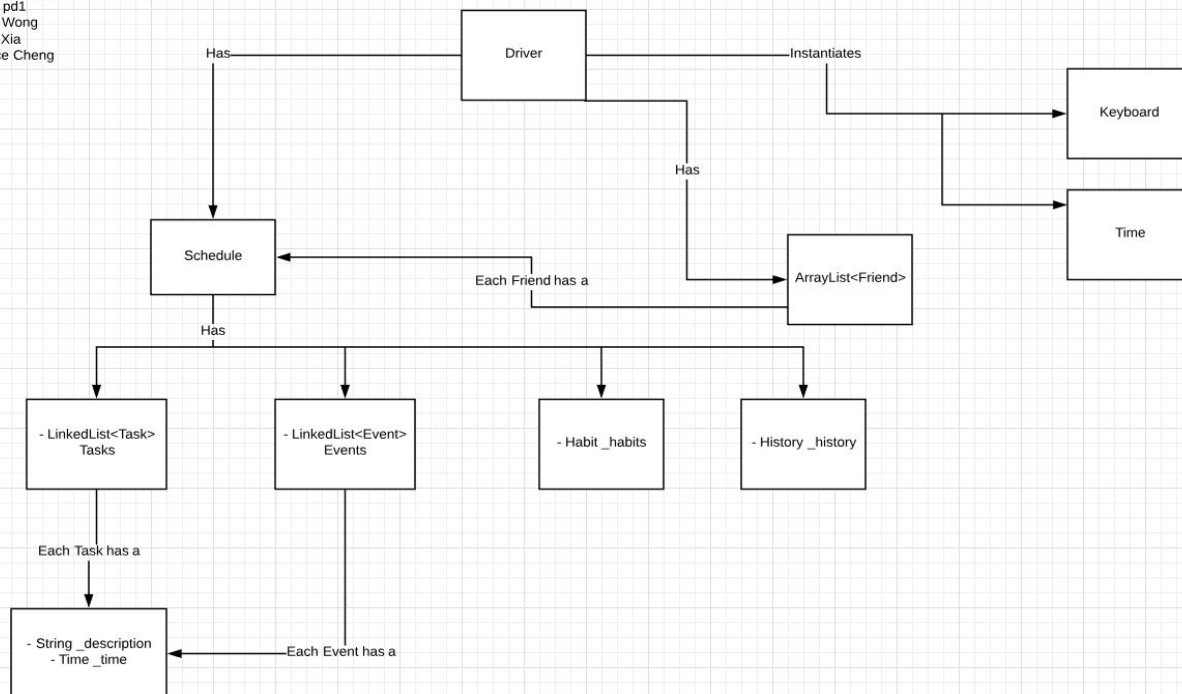 pd1
Wong
Xia
Cheng
Driver
Has
Instantiates
Keyboard
Has
Time
Schedule
Each Friend has a
ArrayList<Friend>
Has
- LinkedList<Task>
Tasks
- LinkedList<Event>
Events
- Habit _habits
- History _history
Each Task has a
- String _description
- Time _time
Each Event has a